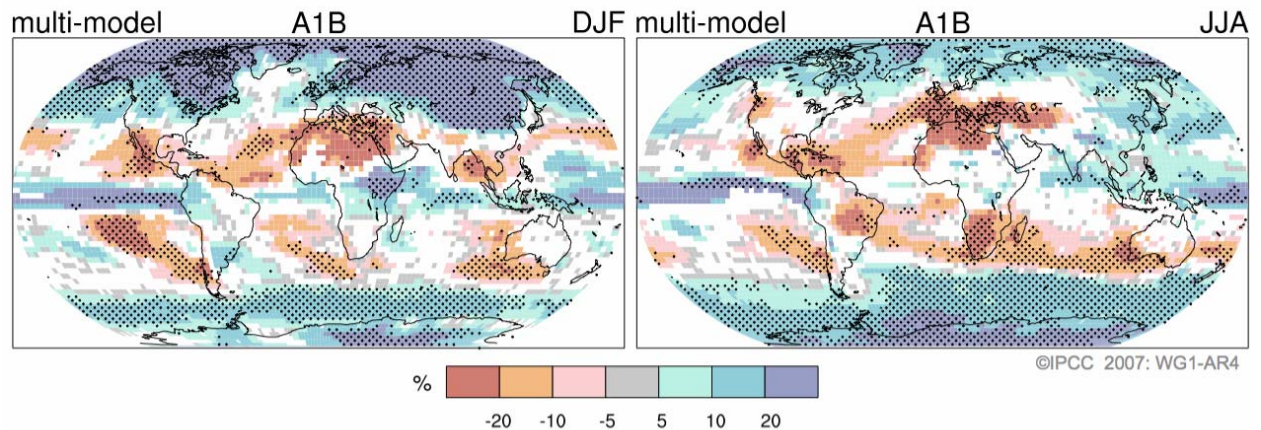 multi-model A1B DJF
multi-model A1B JJA
©IPCC 2007: WG1-AR4
%
-20 -10 -5 5 10 20